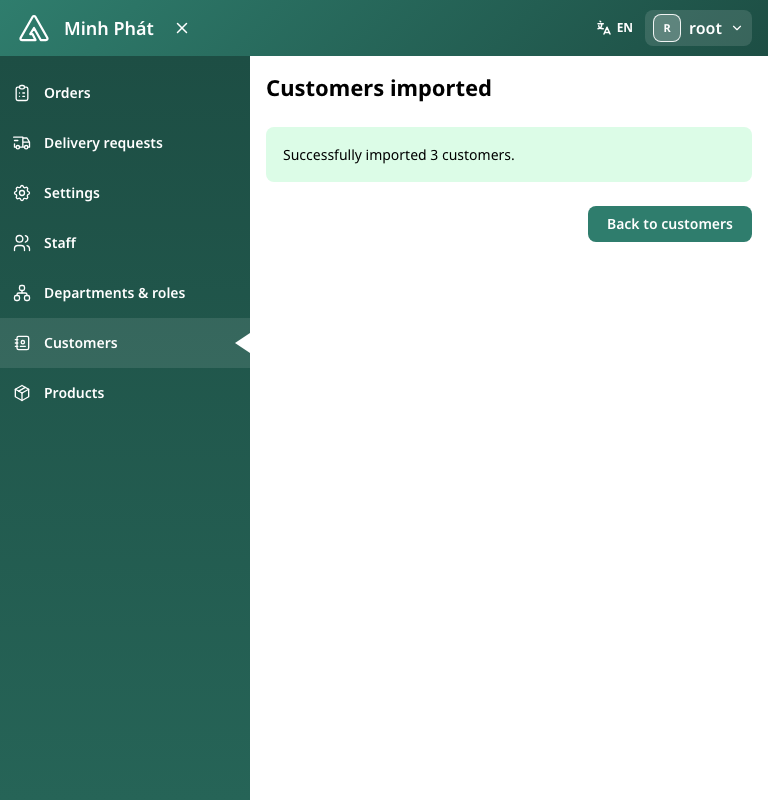 Minh Phát
EN
R
root
Orders
Delivery requests
Settings
Staff
Departments & roles
Customers
Products
Customers imported
Successfully imported 3 customers.
Back to customers